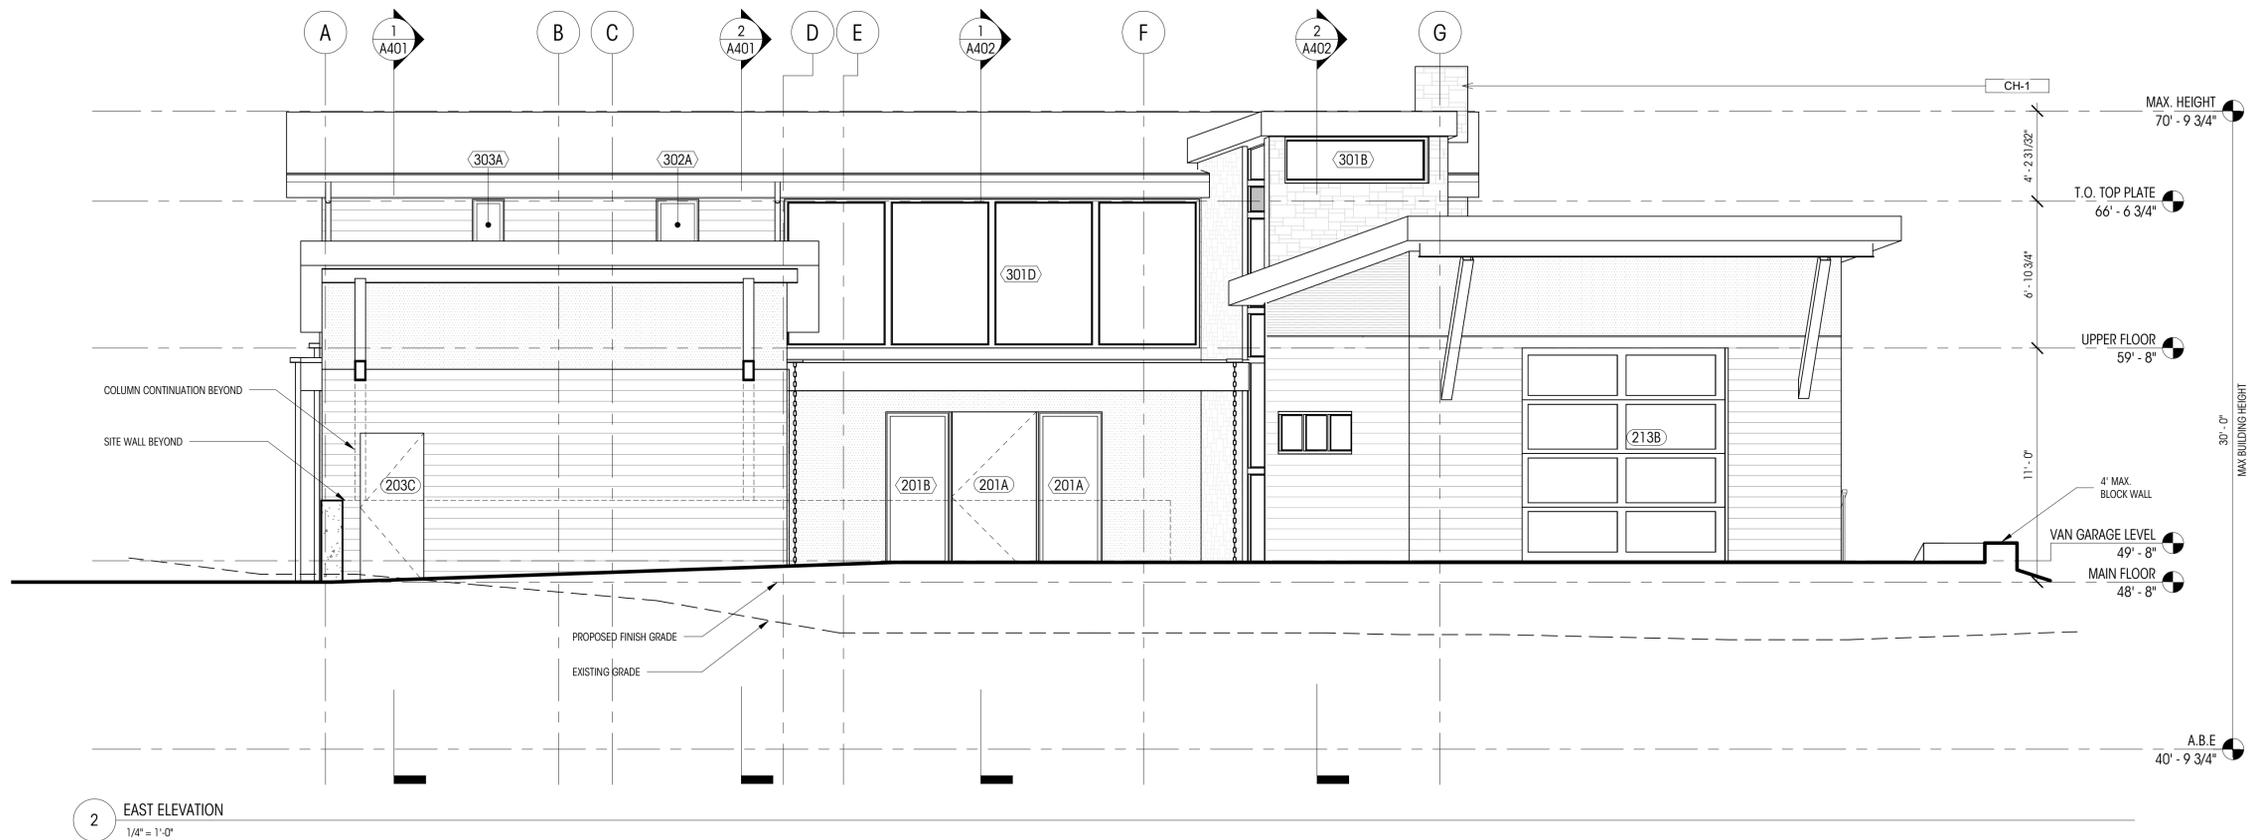 A
1
A401
B
C
2
A401
D
E
1
A402
F
2
A402
G
CH-1
MAX. HEIGHT
70' - 9 3/4"
4' - 2 31/32"
303A
302A
301B
T.O. TOP PLATE
66' - 6 3/4"
301D
6' - 10 3/4"
UPPER FLOOR
59' - 8"
COLUMN CONTINUATION BEYOND
SITE WALL BEYOND
203C
201B
201A
201A
213B
11' - 0"
30' - 0"
MAX BUILDING HEIGHT
4' MAX.
BLOCK WALL
VAN GARAGE LEVEL
49' - 8"
MAIN FLOOR
48' - 8"
PROPOSED FINISH GRADE
EXISTING GRADE
A.B.E
40' - 9 3/4"
2
EAST ELEVATION
1/4" = 1'-0"